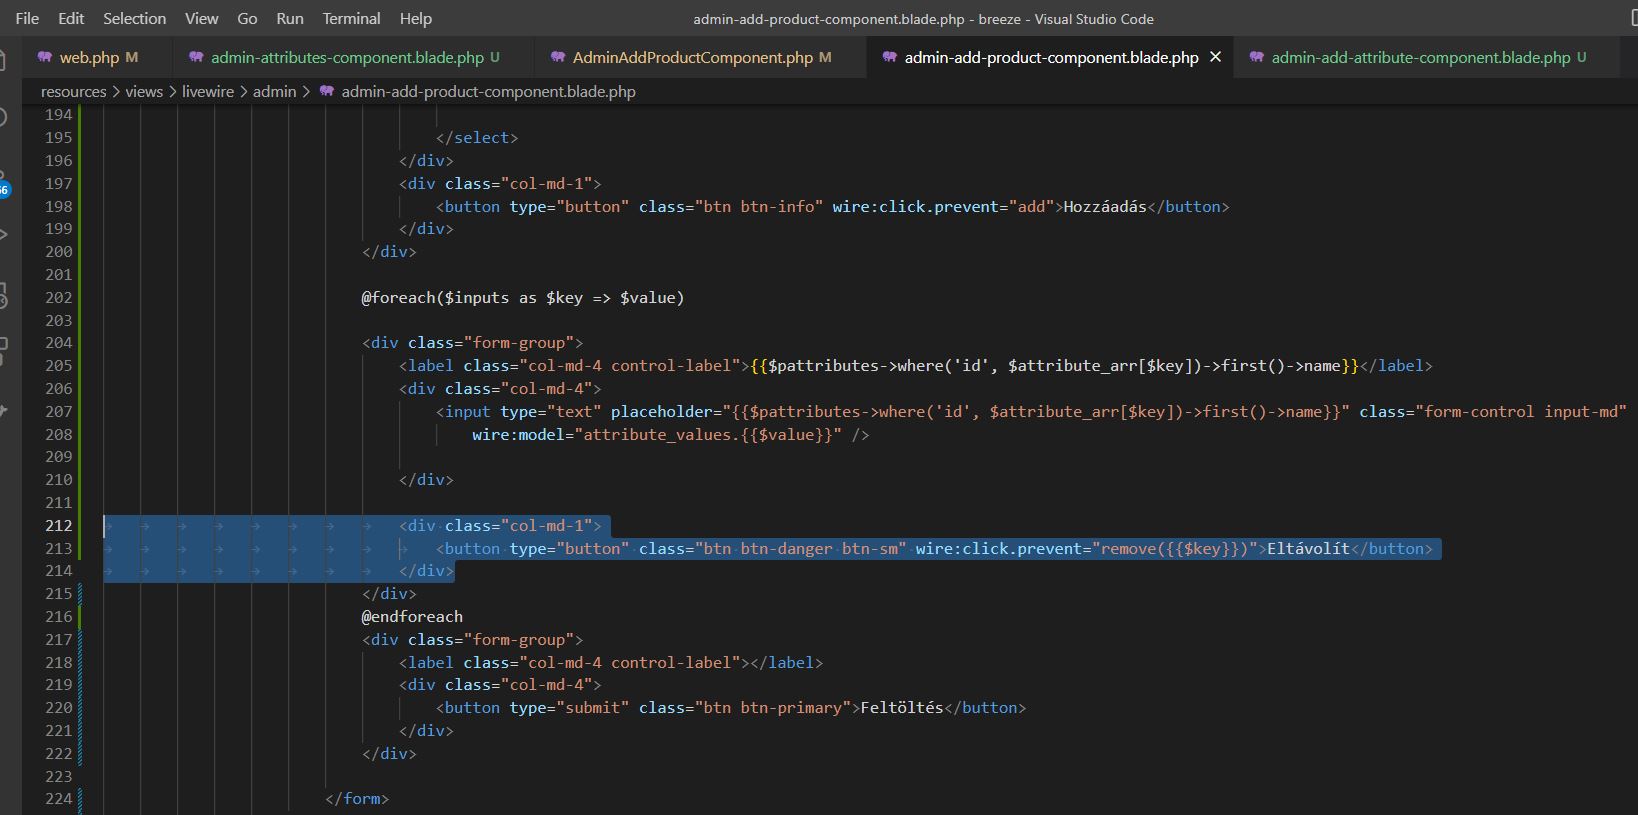 File Edit Selection View Go Run Terminal Help admin-add-product-component.blade.php - breeze - Visual Studio Code
web.php M admin-attributes-component.blade.php U AdminAddProductComponent.php M admin-add-product-component.blade.php × admin-add-attribute-component.blade.php U
resources > views > livewire > admin > admin-add-product-component.blade.php
194
195 </select>
196 </div>
197 <div class="col-md-1">
198 <button type="button" class="btn btn-info" wire:click.prevent="add">Hozzáadás</button>
199 </div>
200 </div>
201
202 @foreach($inputs as $key => $value)
203
204 <div class="form-group">
205 <label class="col-md-4 control-label">{{$pattributes->where('id', $attribute_arr[$key])->first()->name}}</label>
206 <div class="col-md-4">
207 <input type="text" placeholder="{{$pattributes->where('id', $attribute_arr[$key])->first()->name}}" class="form-control input-md"
208 wire:model="attribute_values.{{$value}}" />
209
210 </div>
211
212 <div class="col-md-1">
213 <button type="button" class="btn btn-danger btn-sm" wire:click.prevent="remove({{$key}})">Eltávolít</button>
214 </div>
215 </div>
216 @endforeach
217 <div class="form-group">
218 <label class="col-md-4 control-label"></label>
219 <div class="col-md-4">
220 <button type="submit" class="btn btn-primary">Feltöltés</button>
221 </div>
222 </div>
223
224 </form>